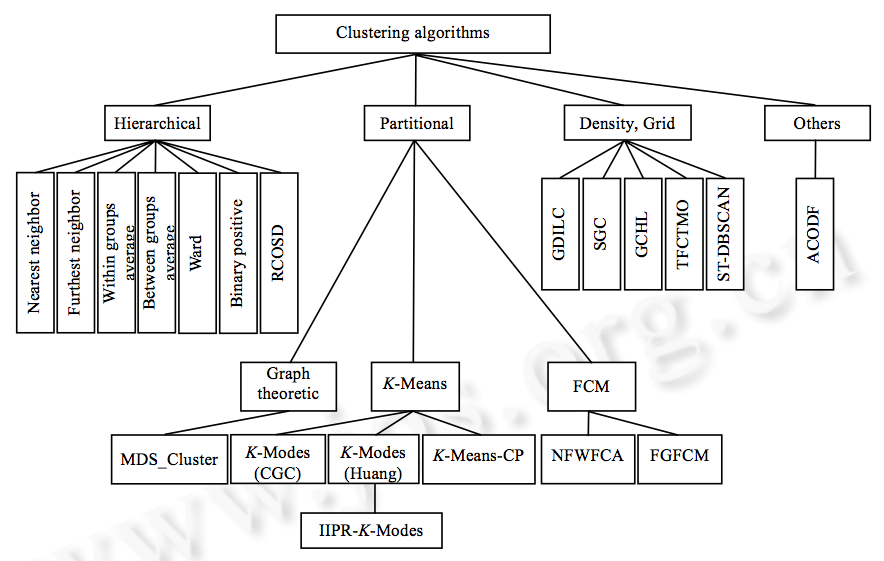 Clustering algorithms
Hierarchical
Partitional
Density, Grid
Others
Nearest neighbor
Furthest neighbor
Within groups
average
Between groups
average
Ward
Binary positive
RCOSD
GDILC
SGC
GCHL
TFCTMO
ST-DBSCAN
ACODF
Graph
theoretic
K-Means
FCM
MDS_Cluster
K-Modes
(CGC)
K-Modes
(Huang)
K-Means-CP
NFWFCA
FGFCM
IIPR-K-Modes
www.jos.org.cn